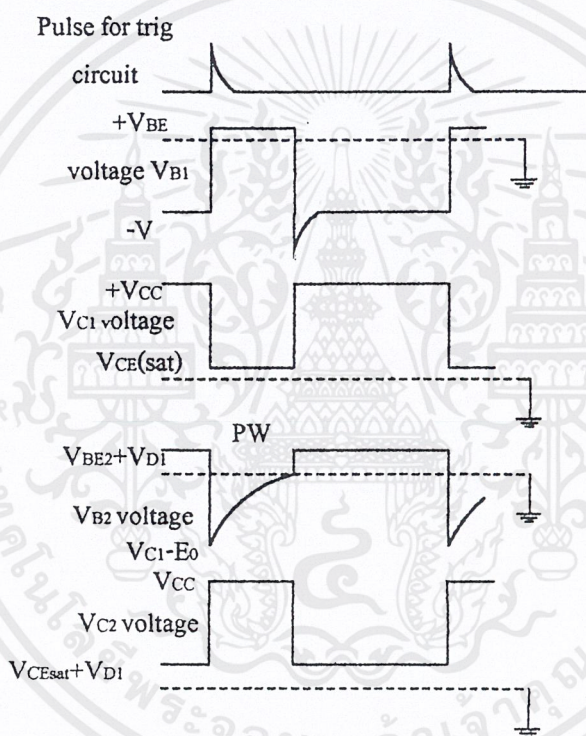 Pulse for trig
circuit
+VBE
voltage VB1
-V
+VCC
VC1 voltage
VCE(sat)
PW
VBE2+VD1
VB2 voltage
VC1-E0
VCC
VC2 voltage
VCEsat+VD1